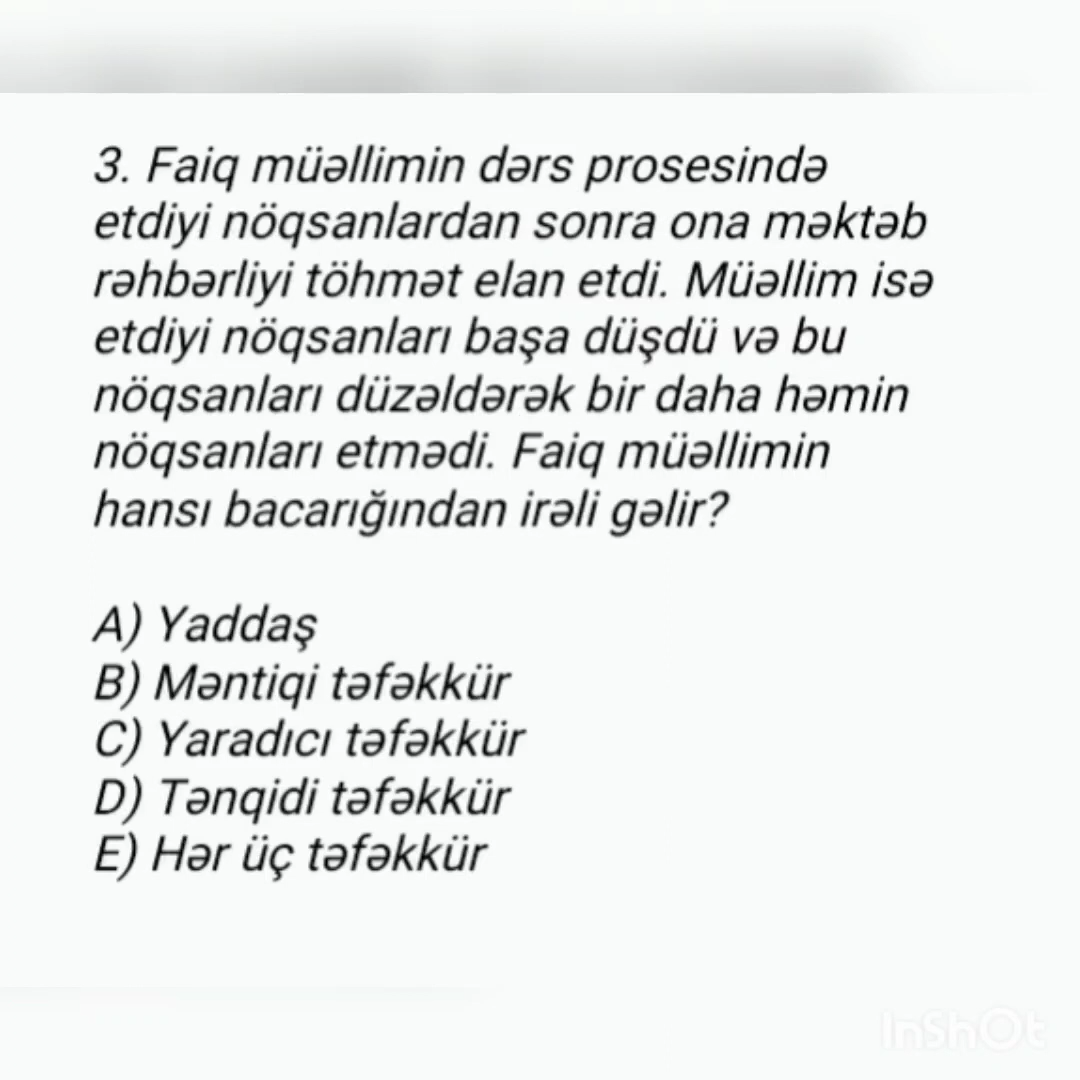 3. Faiq müəllimin dərs prosesində
etdiyi nöqsanlardan sonra ona məktəb
rəhbərliyi töhmət elan etdi. Müəllim isə
etdiyi nöqsanları başa düşdü və bu
nöqsanları düzəldərək bir daha həmin
nöqsanları etmədi. Faiq müəllimin
hansı bacarığından irəli gəlir?
A) Yaddaş
B) Məntiqi təfəkkür
C) Yaradıcı təfəkkür
D) Tənqidi təfəkkür
E) Hər üç təfəkkür
InShOt